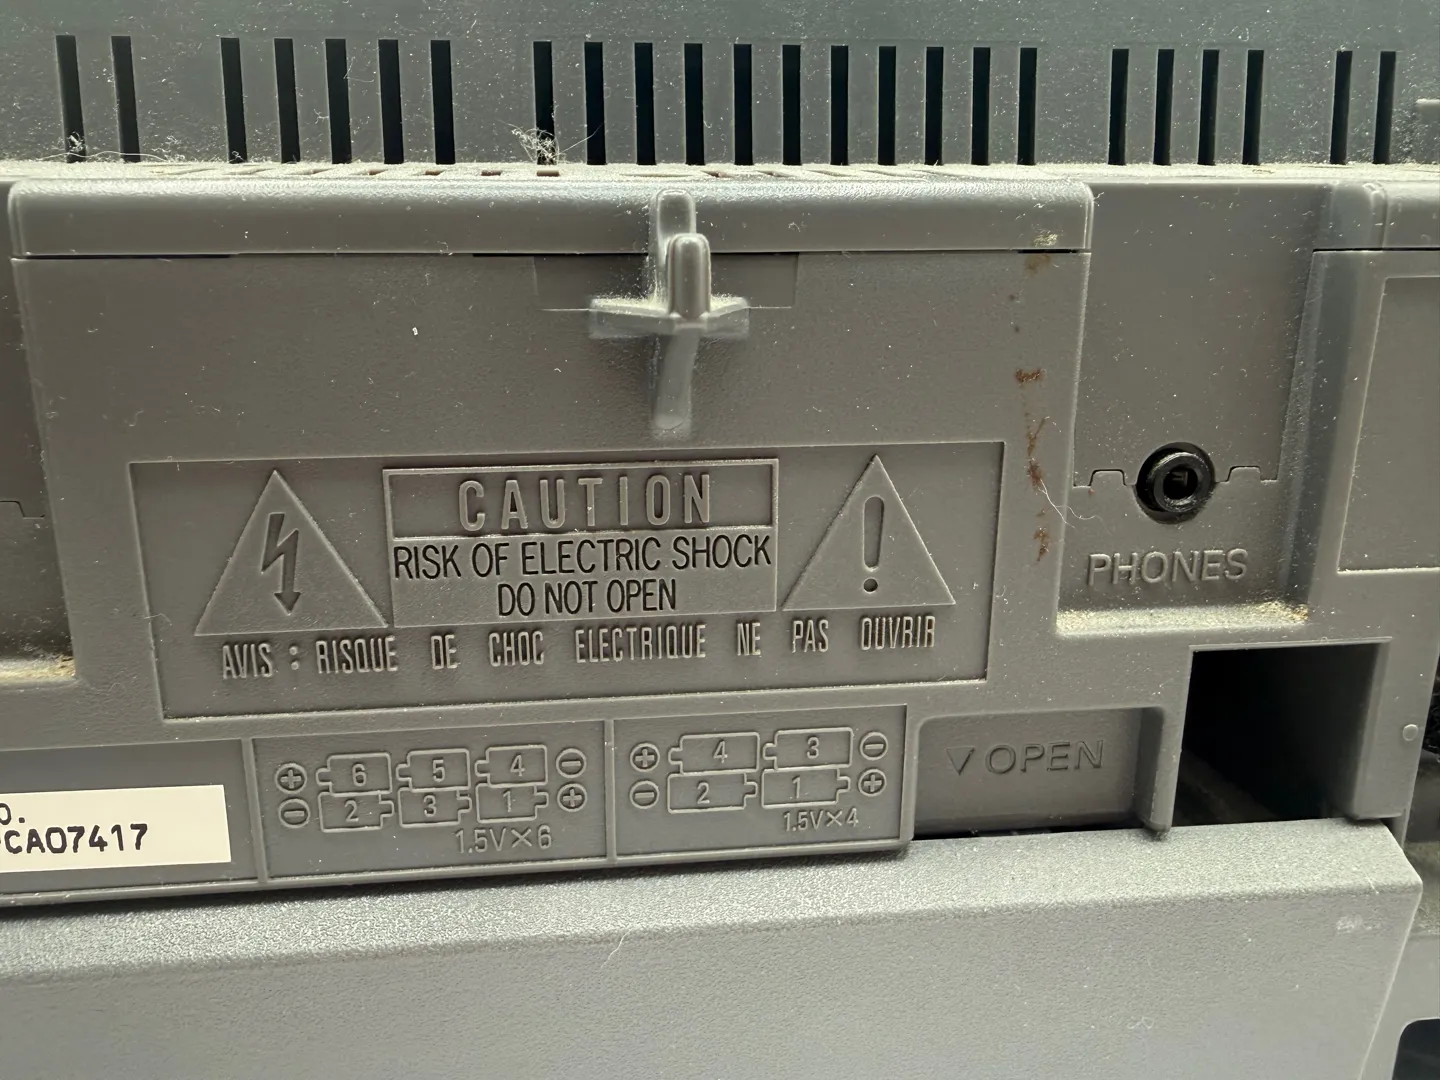 CAUTION
RISK OF ELECTRIC SHOCK
DO NOT OPEN
AVIS : RISQUE DE CHOC ELECTRIQUE NE PAS OUVRIR
PHONES
CA07417
+ 6 5 4 −
− 2 3 1 +
1.5V×6
+ 4 3 −
− 2 1 +
1.5V×4
▽ OPEN